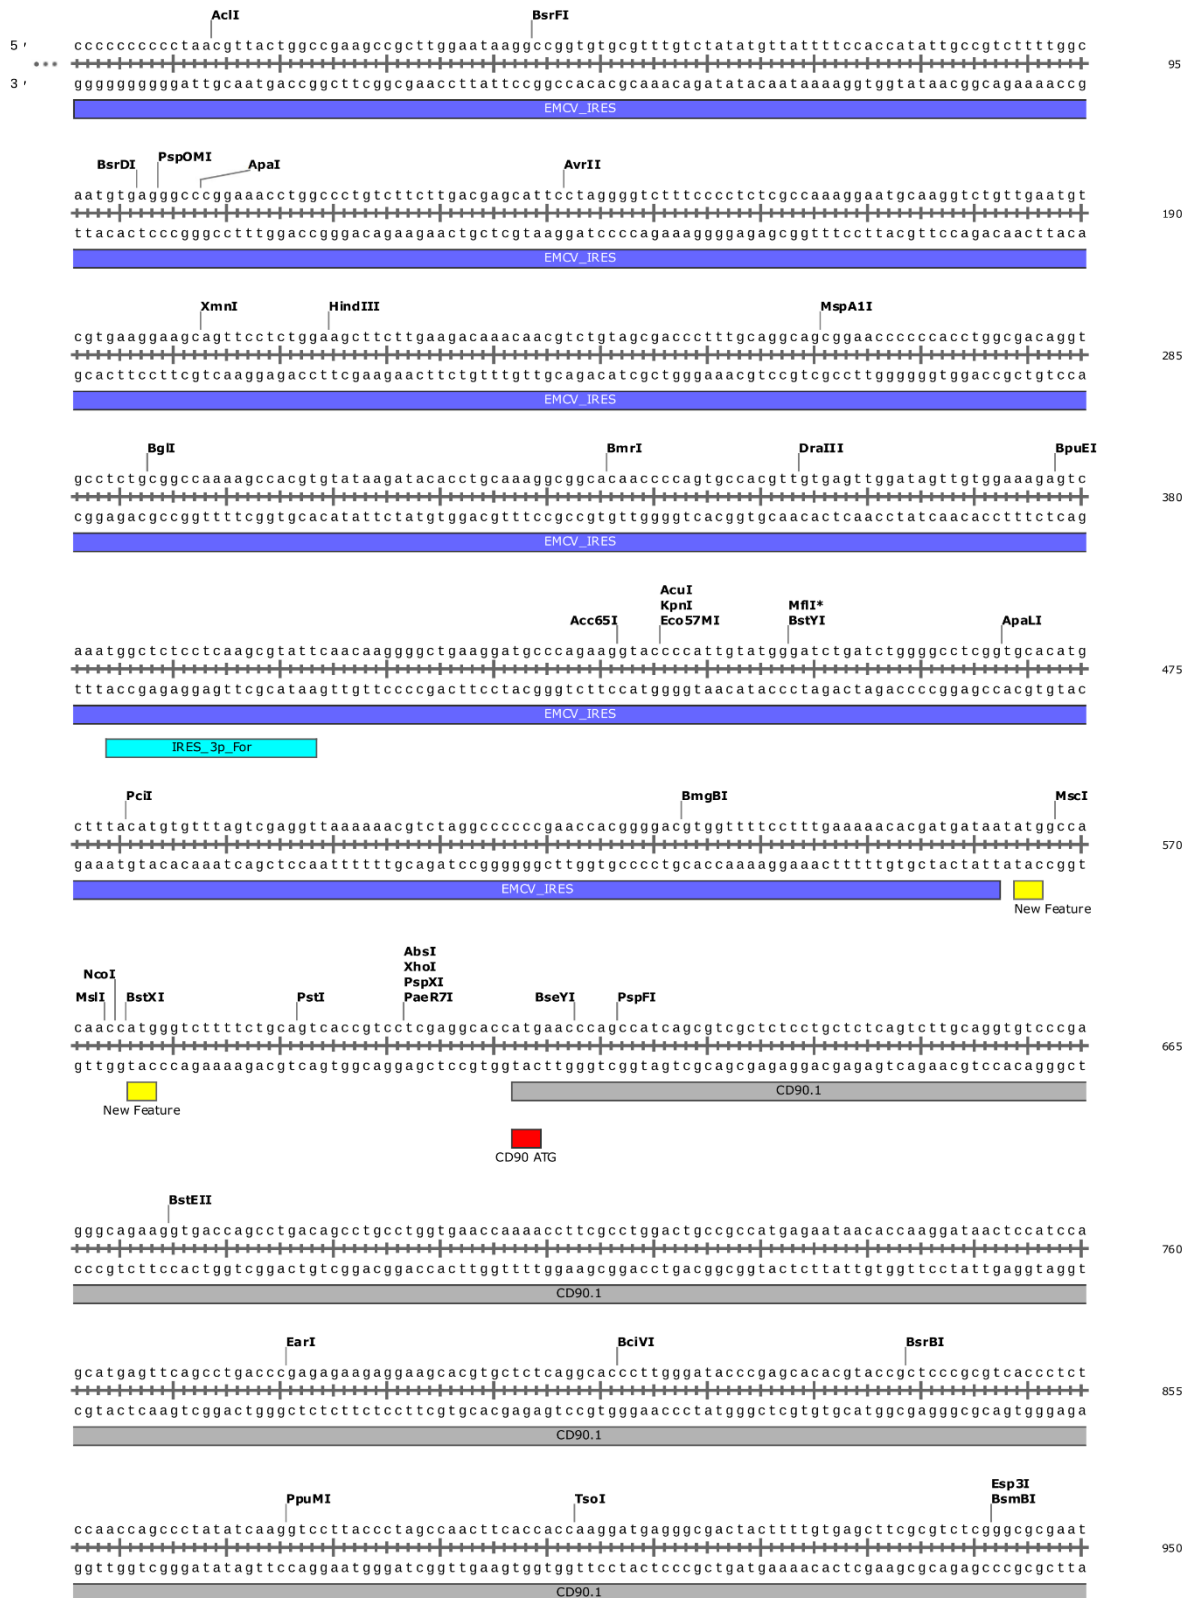 AclI BsrFI
5 ′ ccccccccccctaacgttactggccgaagccgcttggaataaggccggtgtgcgtttgtctatatgttattttccaccatattgccgtcttttggc
95
3 ′ gggggggggggattgcaatgaccggcttcggcgaaccttattccggccacacgcaaacagatatacaataaaaggtggtataacggcagaaaaccg
EMCV_IRES
BsrDI PspOMI ApaI AvrII
aatgtgagggcccggaaacctggccctgtcttcttgacgagcattcctaggggtctttcccctctcgccaaaggaatgcaaggtctgttgaatgt
190
ttacactcccgggcctttggaccgggacagaagaactgctcgtaaggatccccagaaaggggagagcggtttccttacgttccagacaacttaca
EMCV_IRES
XmnI HindIII MspA1I
cgtgaaggaagcagttcctctggaagcttcttgaagacaaacaacgtctgtagcgaccctttgcaggcagcggaaccccccacctggcgacaggt
285
gcacttccttcgtcaaggagaccttcgaagaacttctgtttgttgcagacatcgctgggaaacgtccgtcgccttggggggtggaccgctgtcca
EMCV_IRES
BglI BmrI DraIII BpuEI
gcctctgcggccaaaagccacgtgtataagatacacctgcaaaggcggcacaaccccagtgccacgttgtgagttggatagttgtggaaagagtc
380
cggagacgccggttttcggtgcacatattctatgtggacgtttccgccgtgttggggtcacggtgcaacactcaacctatcaacacctttctcag
EMCV_IRES
AcuI
KpnI MflI*
Acc65I Eco57MI BstYI ApaLI
aaatggctctcctcaagcgtattcaacaaggggctgaaggatgcccagaaggtaccccattgtatgggatctgatctggggcctcggtgcacatg
475
tttaccgagaggagttcgcataagttgttccccgacttcctacgggtcttccatggggtaacataccctagactagaccccggagccacgtgtac
EMCV_IRES
IRES_3p_For
PciI BmgBI MscI
ctttacatgtgtttagtcgaggttaaaaaacgtctaggccccccgaaccacggggacgtggttttcctttgaaaaacacgatgataatatggcca
570
gaaatgtacacaaatcagctccaattttttgcagatccggggggcttggtgcccctgcaccaaaaggaaactttttgtgctactattataccggt
EMCV_IRES
New Feature
AbsI
XhoI
NcoI PspXI
MslI BstXI PstI PaeR7I BseYI PspFI
caaccatgggtcttttctgcagtcaccgtcctcgaggcaccatgaacccagccatcagcgtcgctctcctgctctcagtcttgcaggtgtcccga
665
gttggtacccagaaaagacgtcagtggcaggagctccgtggtacttgggtcggtagtcgcagcgagaggacgagagtcagaacgtccacagggct
CD90.1
New Feature
CD90 ATG
BstEII
gggcagaaggtgaccagcctgacagcctgcctggtgaaccaaaaccttcgcctggactgccgccatgagaataacaccaaggataactccatcca
760
cccgtcttccactggtcggactgtcggacggaccacttggttttggaagcggacctgacggcggtactcttattgtggttcctattgaggtaggt
CD90.1
EarI BciVI BsrBI
gcatgagttcagcctgacccgagagaagaggaagcacgtgctctcaggcacccttgggatacccgagcacacgtaccgctcccgcgtcaccctct
855
cgtactcaagtcggactgggctctcttctccttcgtgcacgagagtccgtgggaaccctatgggctcgtgtgcatggcgagggcgcagtgggaga
CD90.1
Esp3I
PpuMI TsoI BsmBI
ccaaccagccctatatcaaggtccttaccctagccaacttcaccaccaaggatgagggcgactacttttgtgagcttcgcgtctcgggcgcgaat
950
ggttggtcgggatatagttccaggaatgggatcggttgaagtggtggttcctactcccgctgatgaaaacactcgaagcgcagagcccgcgctta
CD90.1